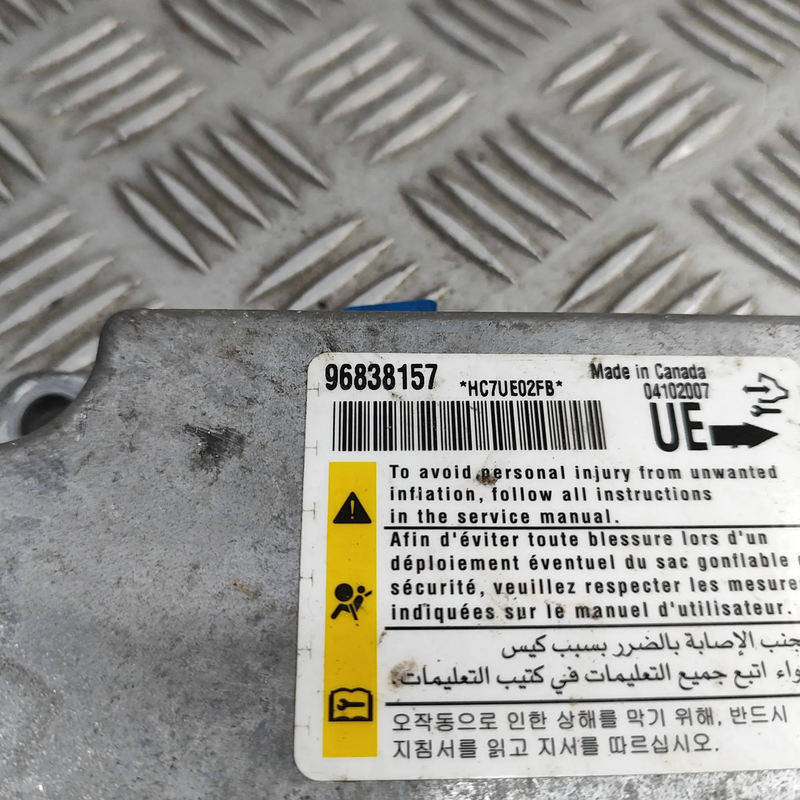 96838157 *HC7UE02FB* Made in Canada
04102007
UE
To avoid personal injury from unwanted
inflation, follow all instructions
in the service manual.
Afin d'éviter toute blessure lors d'un
déploiement éventuel du sac gonflable
sécurité, veuillez respecter les mesure
indiquées sur le manuel d'utilisateur.
جنب الإصابة بالضرر بسبب كيس
واء اتبع جميع التعليمات في كتيب التعليمات.
오작동으로 인한 상해를 막기 위해, 반드시
지침서를 읽고 지서를 따르십시오.